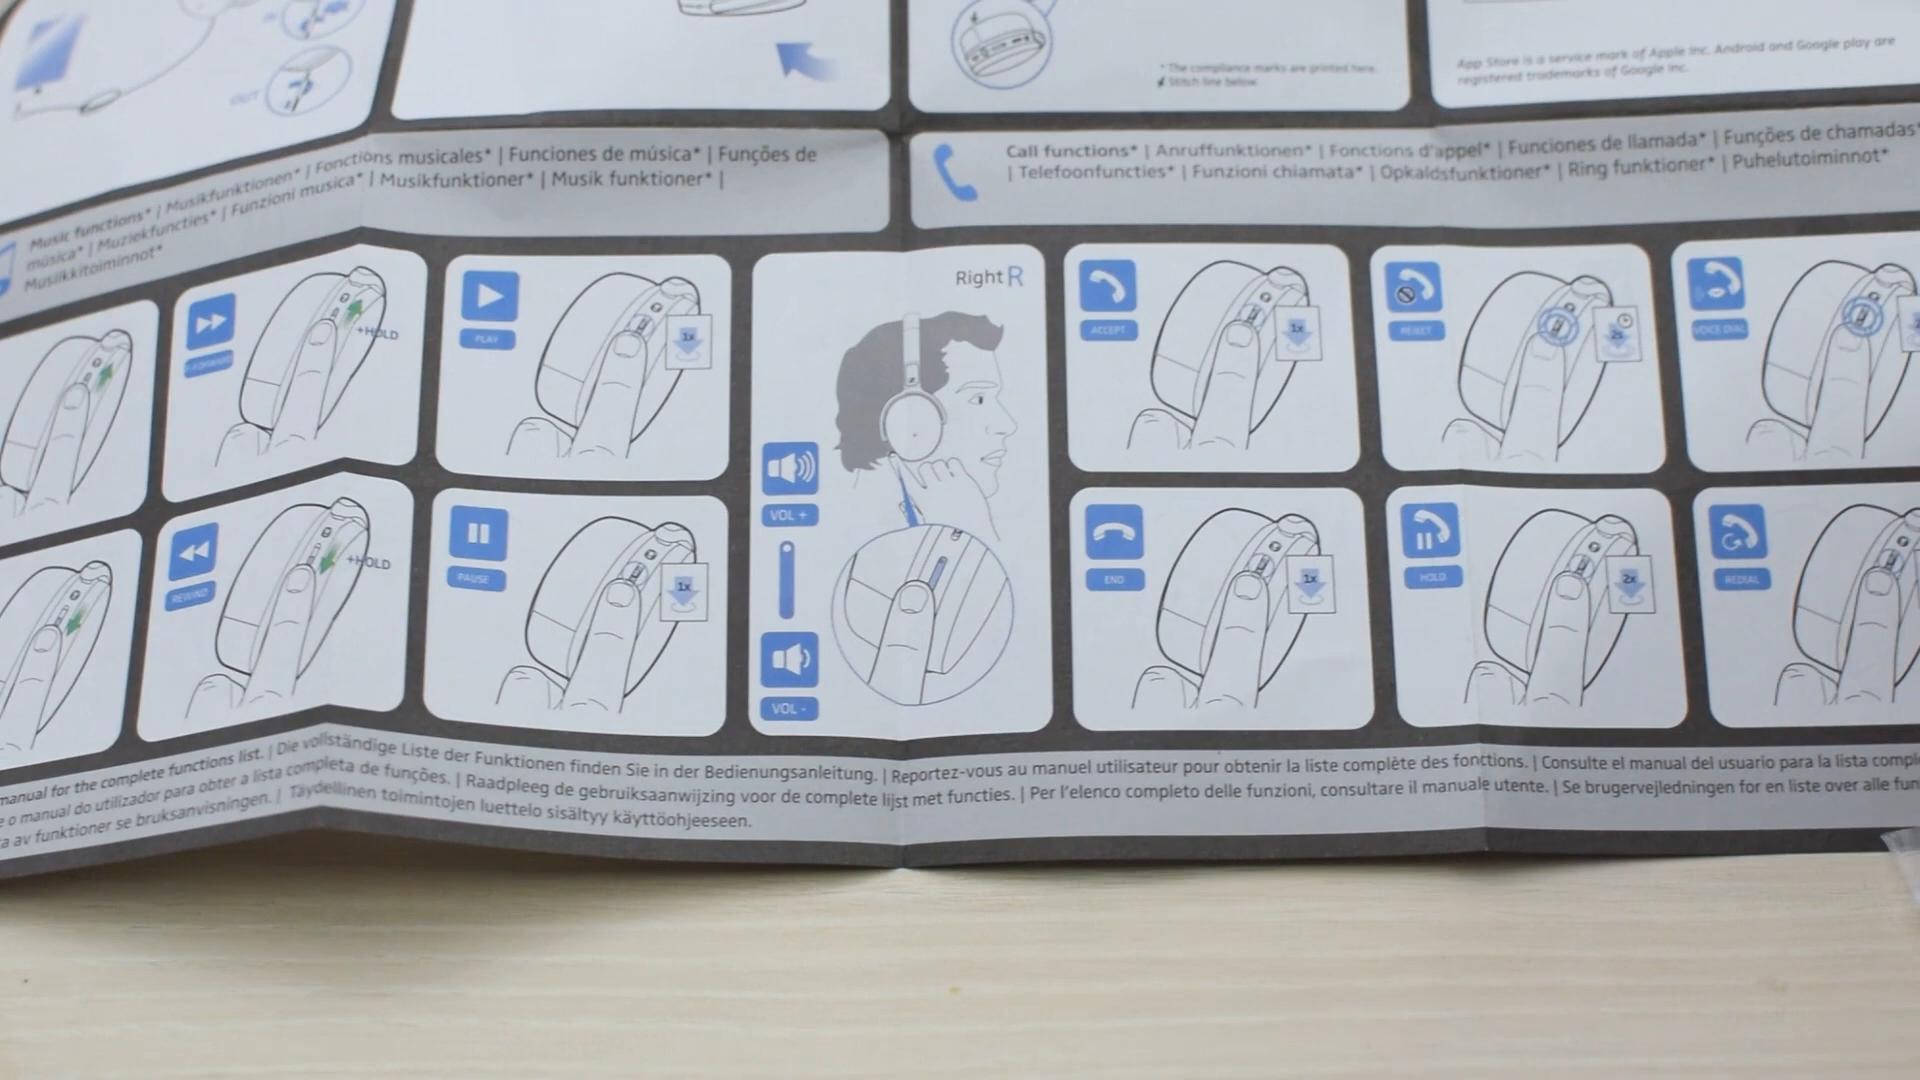 OUT
* The compliance marks are printed here.
Stitch line below.
App Store is a service mark of Apple Inc. Android and Google play are
registered trademarks of Google Inc.
Music functions* | Musikfunktionen* | Fonctions musicales* | Funciones de música* | Funções de
música* | Muziekfuncties* | Funzioni musica* | Musikfunktioner* | Musik funktioner* |
Musiikkitoiminnot*
Call functions* | Anruffunktionen* | Fonctions d'appel* | Funciones de llamada* | Funções de chamadas*
| Telefoonfuncties* | Funzioni chiamata* | Opkaldsfunktioner* | Ring funktioner* | Puhelutoiminnot*
+HOLD
PLAY
1x
Right R
ACCEPT
1x
REJECT
2s
VOICE DIAL
REWIND
+HOLD
PAUSE
1x
VOL +
VOL -
END
1x
HOLD
2x
REDIAL
manual for the complete functions list. | Die vollständige Liste der Funktionen finden Sie in der Bedienungsanleitung. | Reportez-vous au manuel utilisateur pour obtenir la liste complète des fonctions. | Consulte el manual del usuario para la lista compl
o manual do utilizador para obter a lista completa de funções. | Raadpleeg de gebruiksaanwijzing voor de complete lijst met functies. | Per l'elenco completo delle funzioni, consultare il manuale utente. | Se brugervejledningen for en liste over alle fun
a av funktioner se bruksanvisningen. | Täydellinen toimintojen luettelo sisältyy käyttöohjeeseen.